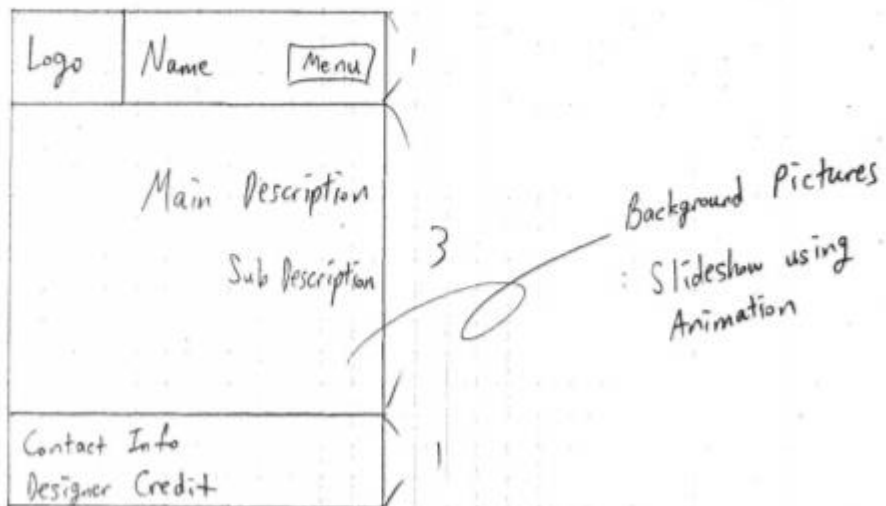 Logo
Name
Menu
1
Main Description
Sub Description
3
Background Pictures
: Slideshow using
Animation
Contact Info
Designer Credit
1